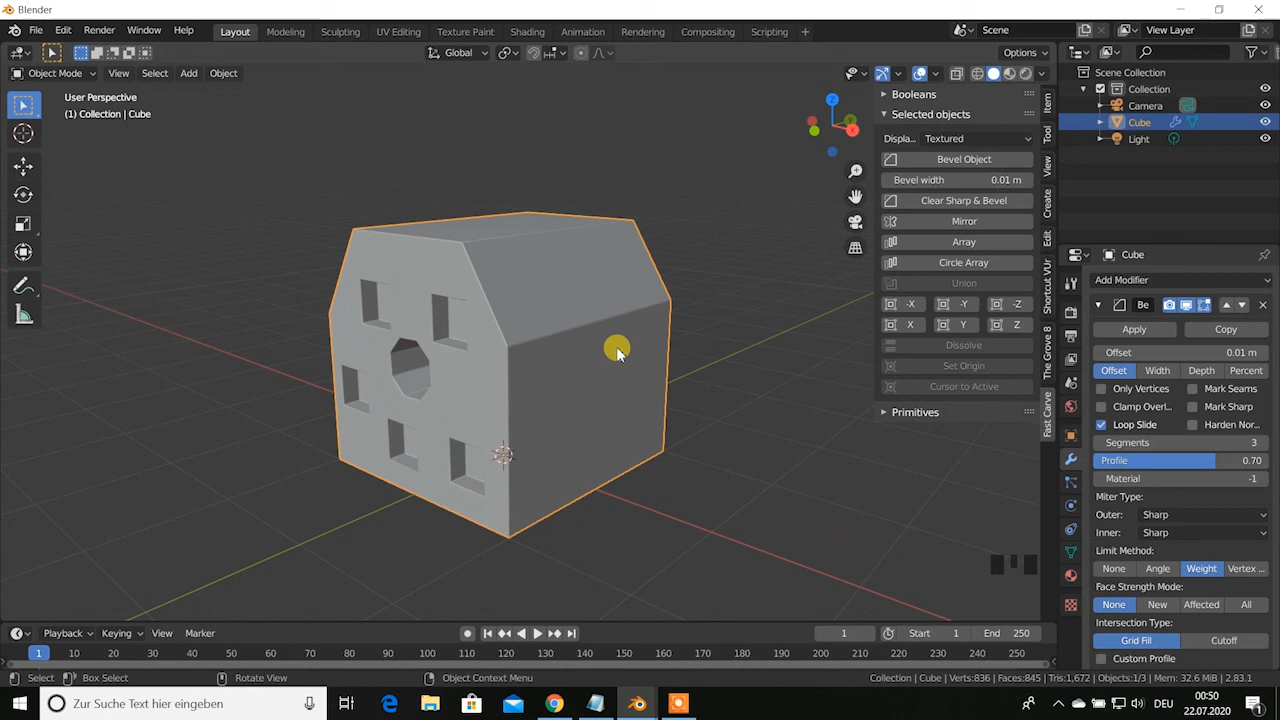 Blender
File Edit Render Window Help Layout Modeling Sculpting UV Editing Texture Paint Shading Animation Rendering Compositing Scripting + Scene View Layer
Global Options
Object Mode View Select Add Object
User Perspective
(1) Collection | Cube
Z
X
Y
Booleans
Selected objects
Displa... Textured
Bevel Object
Bevel width 0.01 m
Clear Sharp & Bevel
Mirror
Array
Circle Array
Union
-X -Y -Z
X Y Z
Dissolve
Set Origin
Cursor to Active
Primitives
Item
Tool
View
Create
Edit
Shortcut VUr
The Grove 8
Fast Carve
Scene Collection
Collection
Camera
Cube
Light
Cube
Add Modifier
Be
Apply Copy
Offset 0.01 m
Offset Width Depth Percent
Only Vertices Mark Seams
Clamp Overl... Mark Sharp
Loop Slide Harden Nor...
Segments 3
Profile 0.70
Material -1
Miter Type:
Outer: Sharp
Inner: Sharp
Limit Method:
None Angle Weight Vertex ...
Face Strength Mode:
None New Affected All
Intersection Type:
Grid Fill Cutoff
Custom Profile
Playback Keying View Marker 1 Start 1 End 250
1 10 20 30 40 50 60 70 80 90 100 110 120 130 140 150 160 170 180 190 200 210 220 230 240 250
Select Box Select Rotate View Object Context Menu Collection | Cube | Verts:836 | Faces:845 | Tris:1,672 | Objects:1/3 | Mem: 32.6 MiB | 2.83.1
Zur Suche Text hier eingeben DEU 00:50
22.07.2020